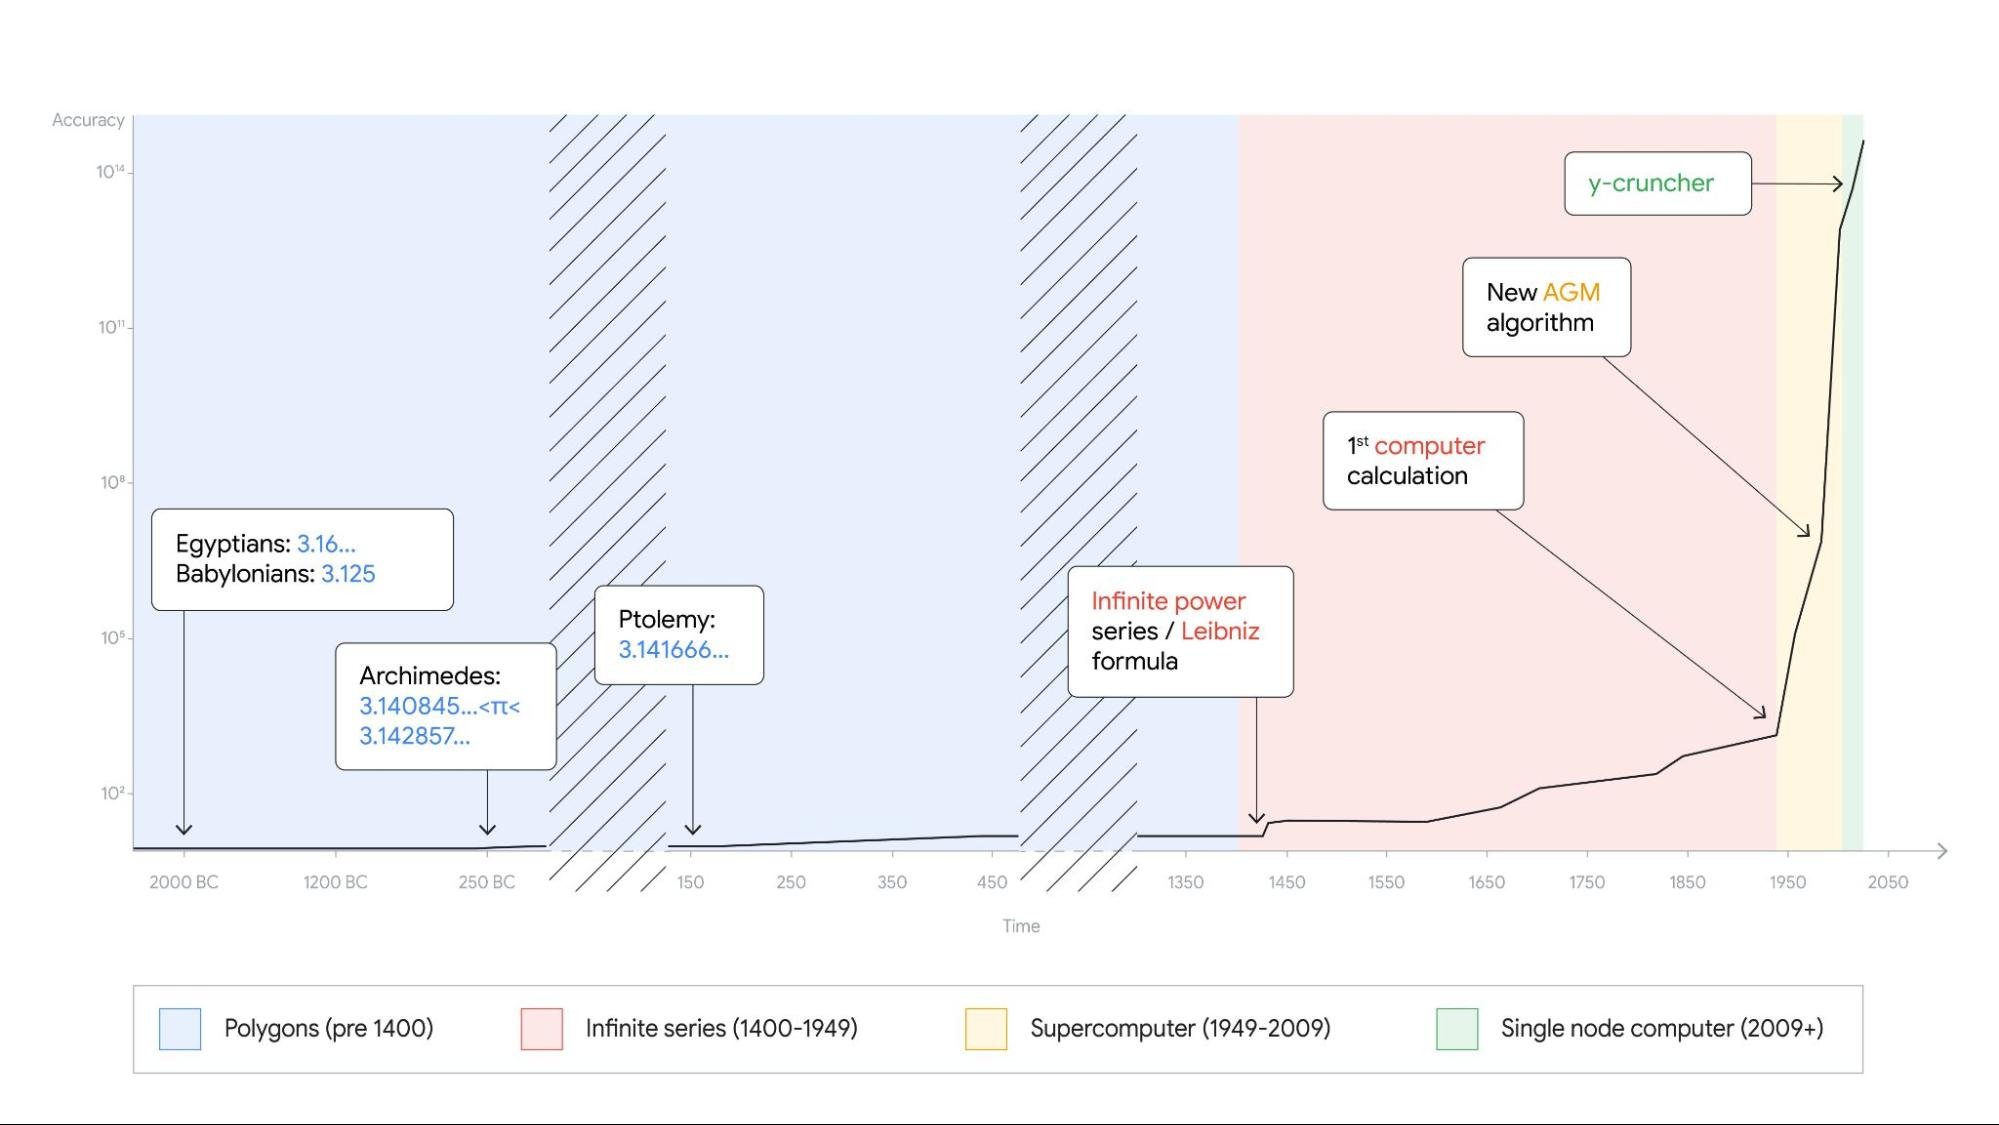 Accuracy
10¹⁴
10¹¹
10⁸
10⁵
10²
y-cruncher
New AGM
algorithm
1ˢᵗ computer
calculation
Egyptians: 3.16...
Babylonians: 3.125
Archimedes:
3.140845...<π<
3.142857...
Ptolemy:
3.141666...
Infinite power
series / Leibniz
formula
2000 BC 1200 BC 250 BC 150 250 350 450 1350 1450 1550 1650 1750 1850 1950 2050
Time
Polygons (pre 1400) Infinite series (1400-1949) Supercomputer (1949-2009) Single node computer (2009+)